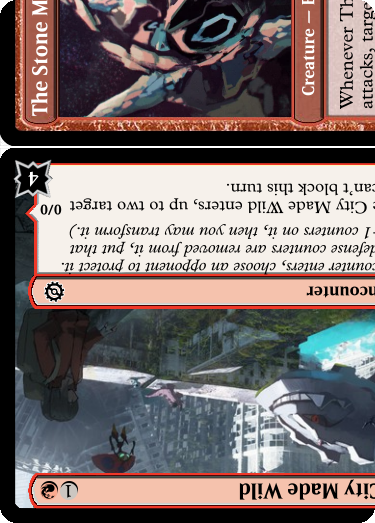 The Stone M
Creature — E
Whenever Th
attacks, targe
City Made Wild 1
ncounter
counter enters, choose an opponent to protect it.
defense counters are removed from it, put that
1 counters on it, then you may transform it.)
e City Made Wild enters, up to two target
can't block this turn.
0/0
4